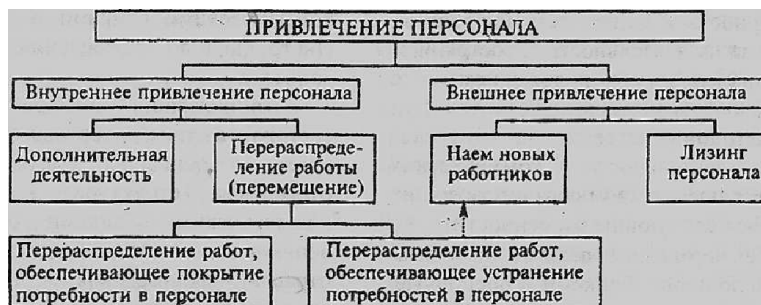 ПРИВЛЕЧЕНИЕ ПЕРСОНАЛА
Внутреннее привлечение персонала
Внешнее привлечение персонала
Дополнительная
деятельность
Перераспреде-
ление работы
(перемещение)
Наем новых
работников
Лизинг
персонала
Перераспределение работ,
обеспечивающее покрытие
потребности в персонале
Перераспределение работ,
обеспечивающее устранение
потребностей в персонале